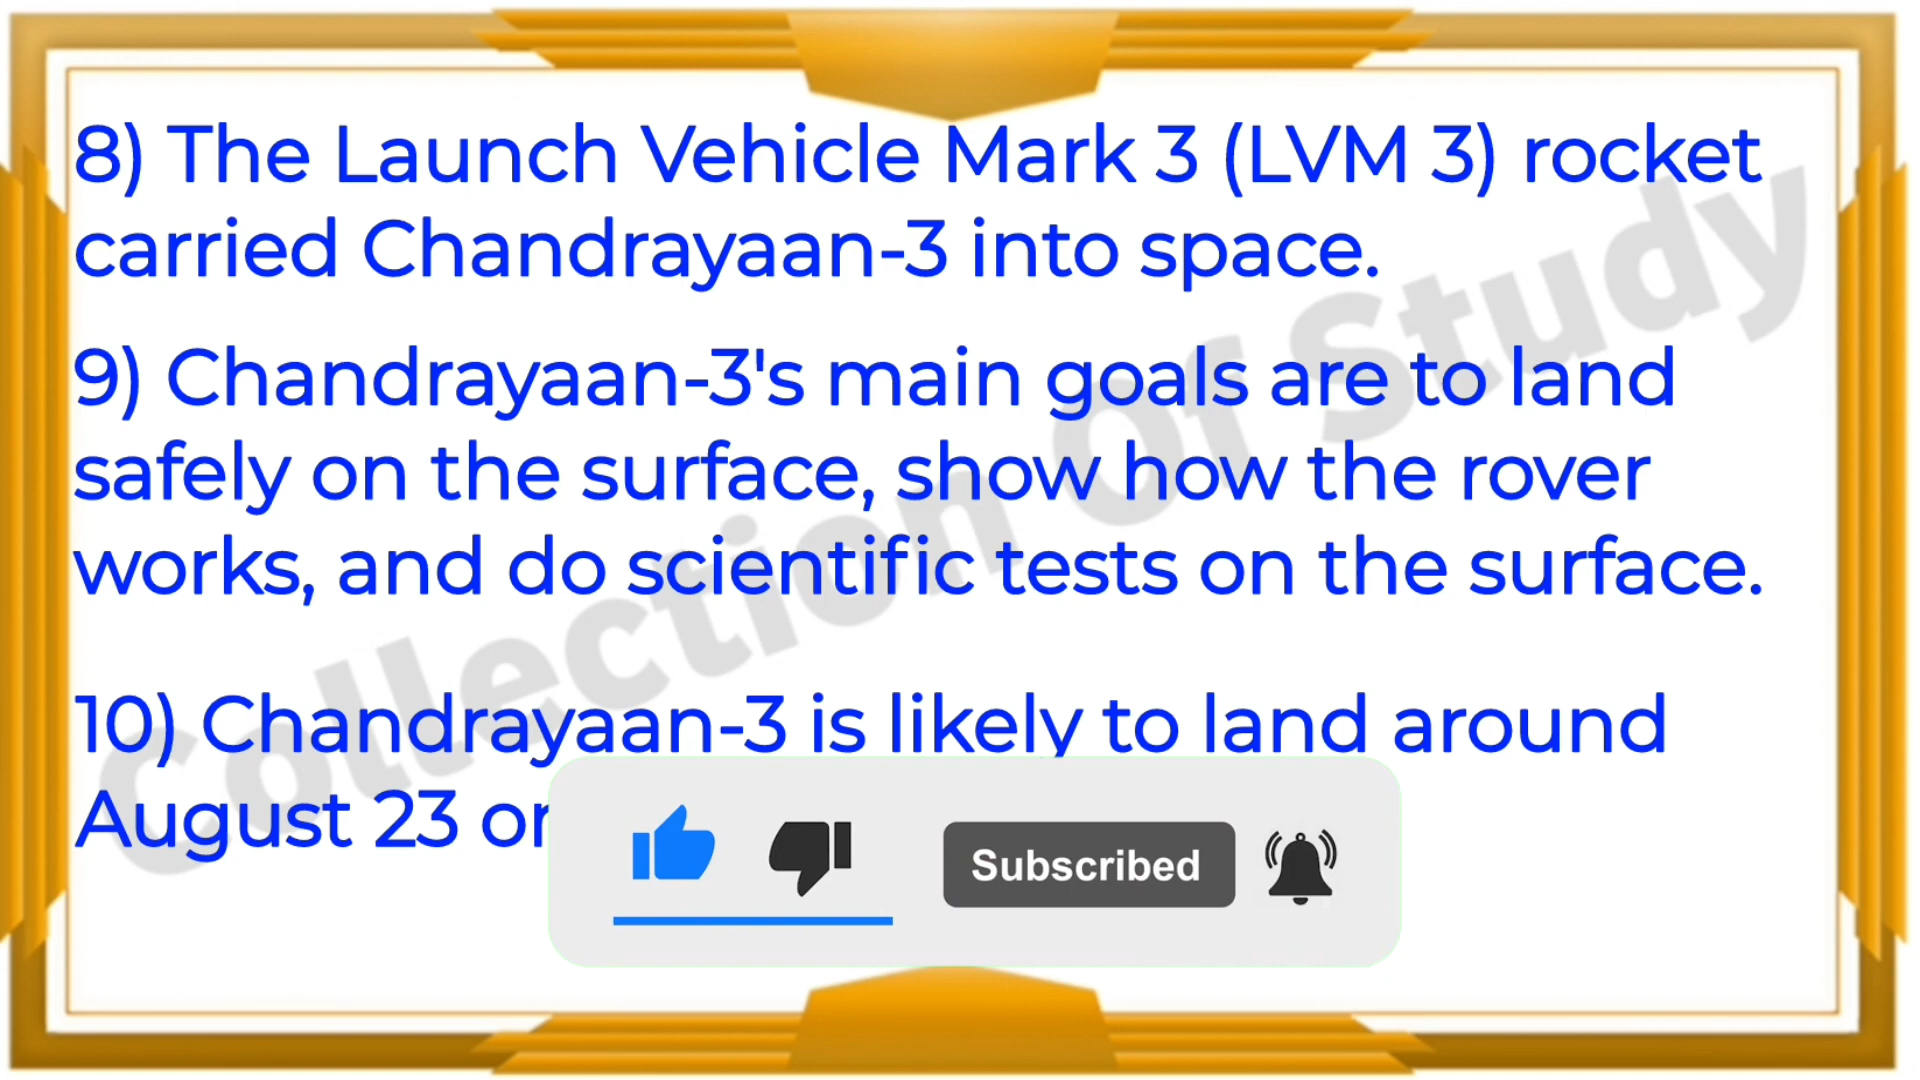 8) The Launch Vehicle Mark 3 (LVM 3) rocket
carried Chandrayaan-3 into space.
9) Chandrayaan-3's main goals are to land
safely on the surface, show how the rover
works, and do scientific tests on the surface.
10) Chandrayaan-3 is likely to land around
August 23 or
Subscribed
Collection Of Study